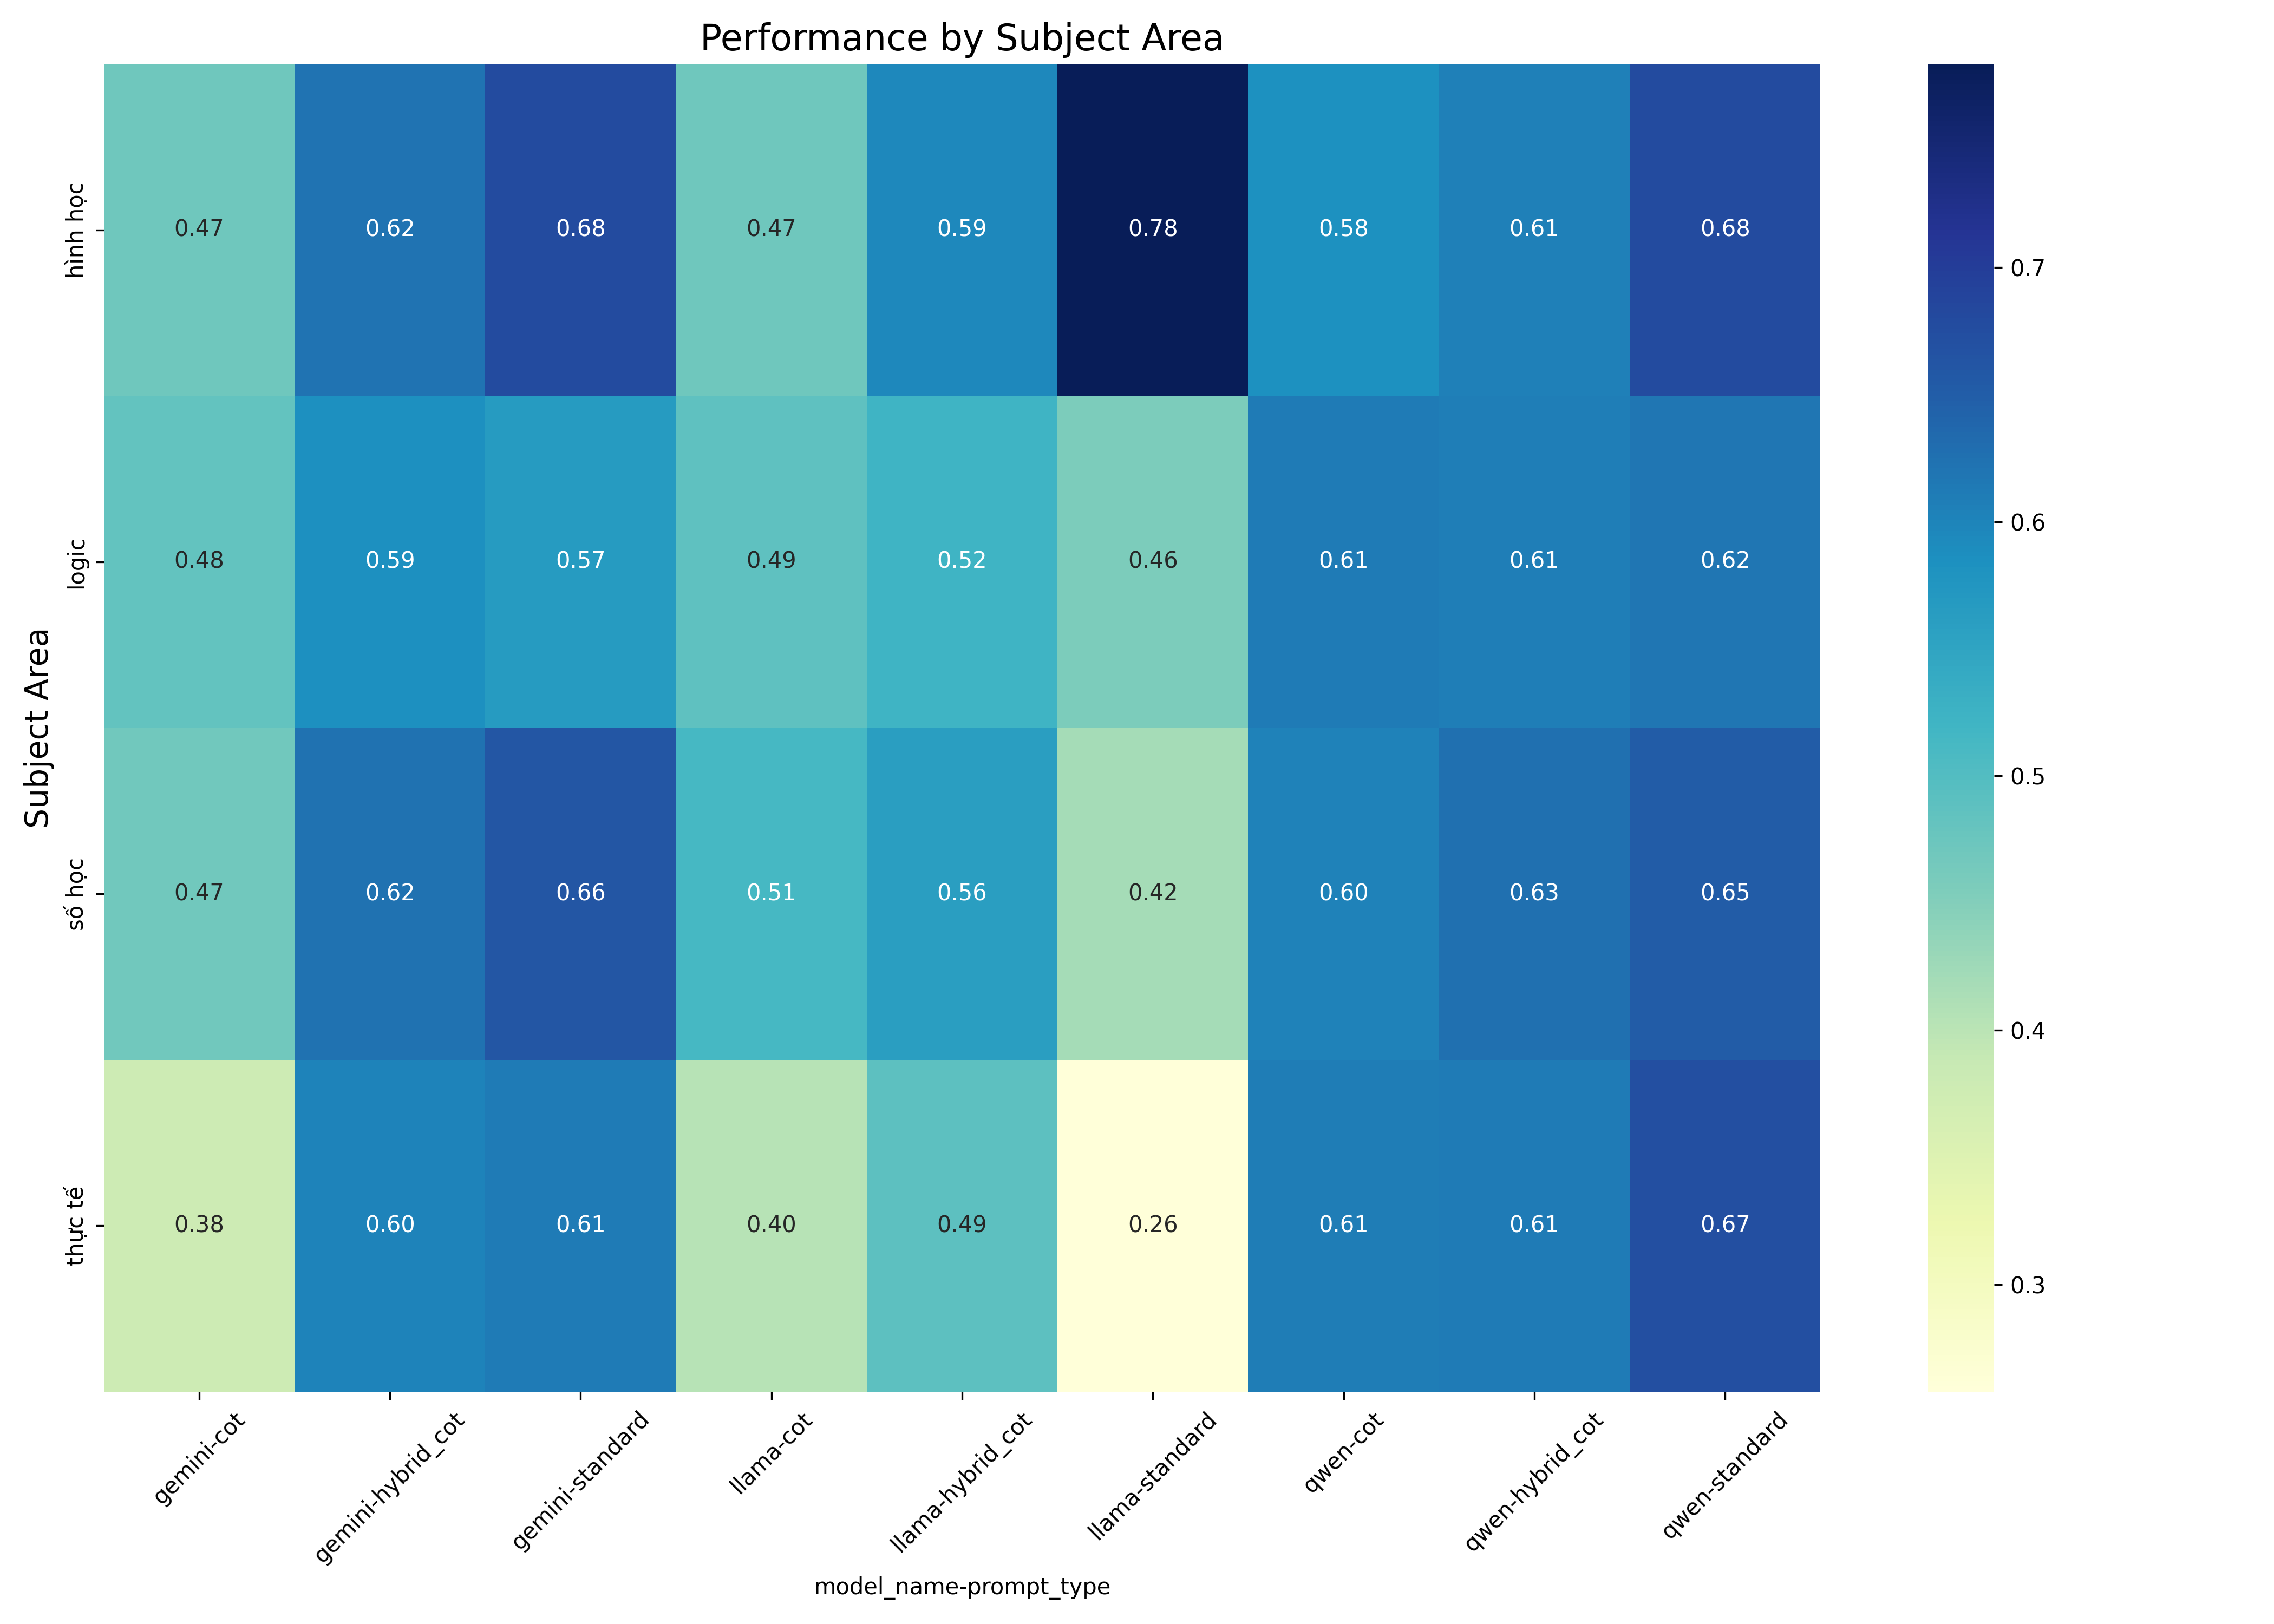 Performance by Subject Area
Subject Area
hình học
0.47 0.62 0.68 0.47 0.59 0.78 0.58 0.61 0.68
logic
0.48 0.59 0.57 0.49 0.52 0.46 0.61 0.61 0.62
số học
0.47 0.62 0.66 0.51 0.56 0.42 0.60 0.63 0.65
thực tế
0.38 0.60 0.61 0.40 0.49 0.26 0.61 0.61 0.67
gemini-cot
gemini-hybrid_cot
gemini-standard
llama-cot
llama-hybrid_cot
llama-standard
qwen-cot
qwen-hybrid_cot
qwen-standard
model_name-prompt_type
0.7
0.6
0.5
0.4
0.3